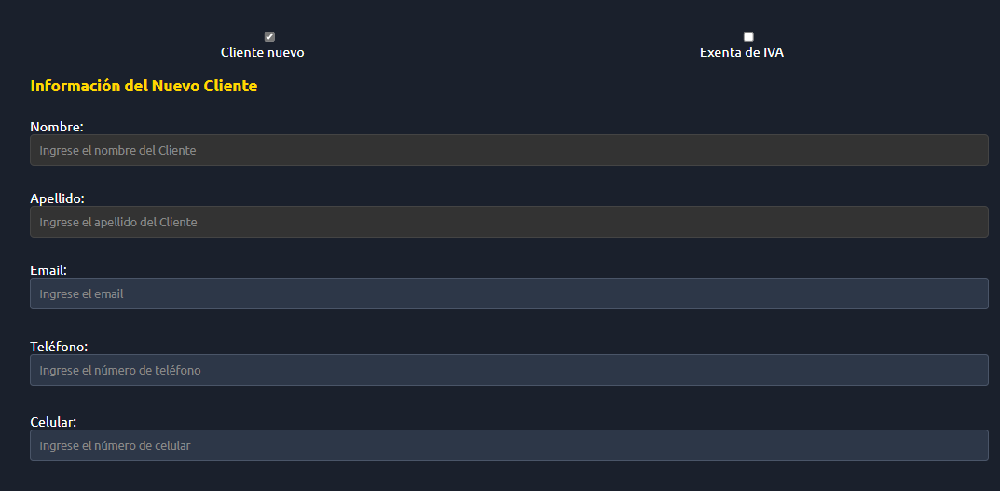 Cliente nuevo
Exenta de IVA
Información del Nuevo Cliente
Nombre:
Ingrese el nombre del Cliente
Apellido:
Ingrese el apellido del Cliente
Email:
Ingrese el email
Teléfono:
Ingrese el número de teléfono
Celular:
Ingrese el número de celular